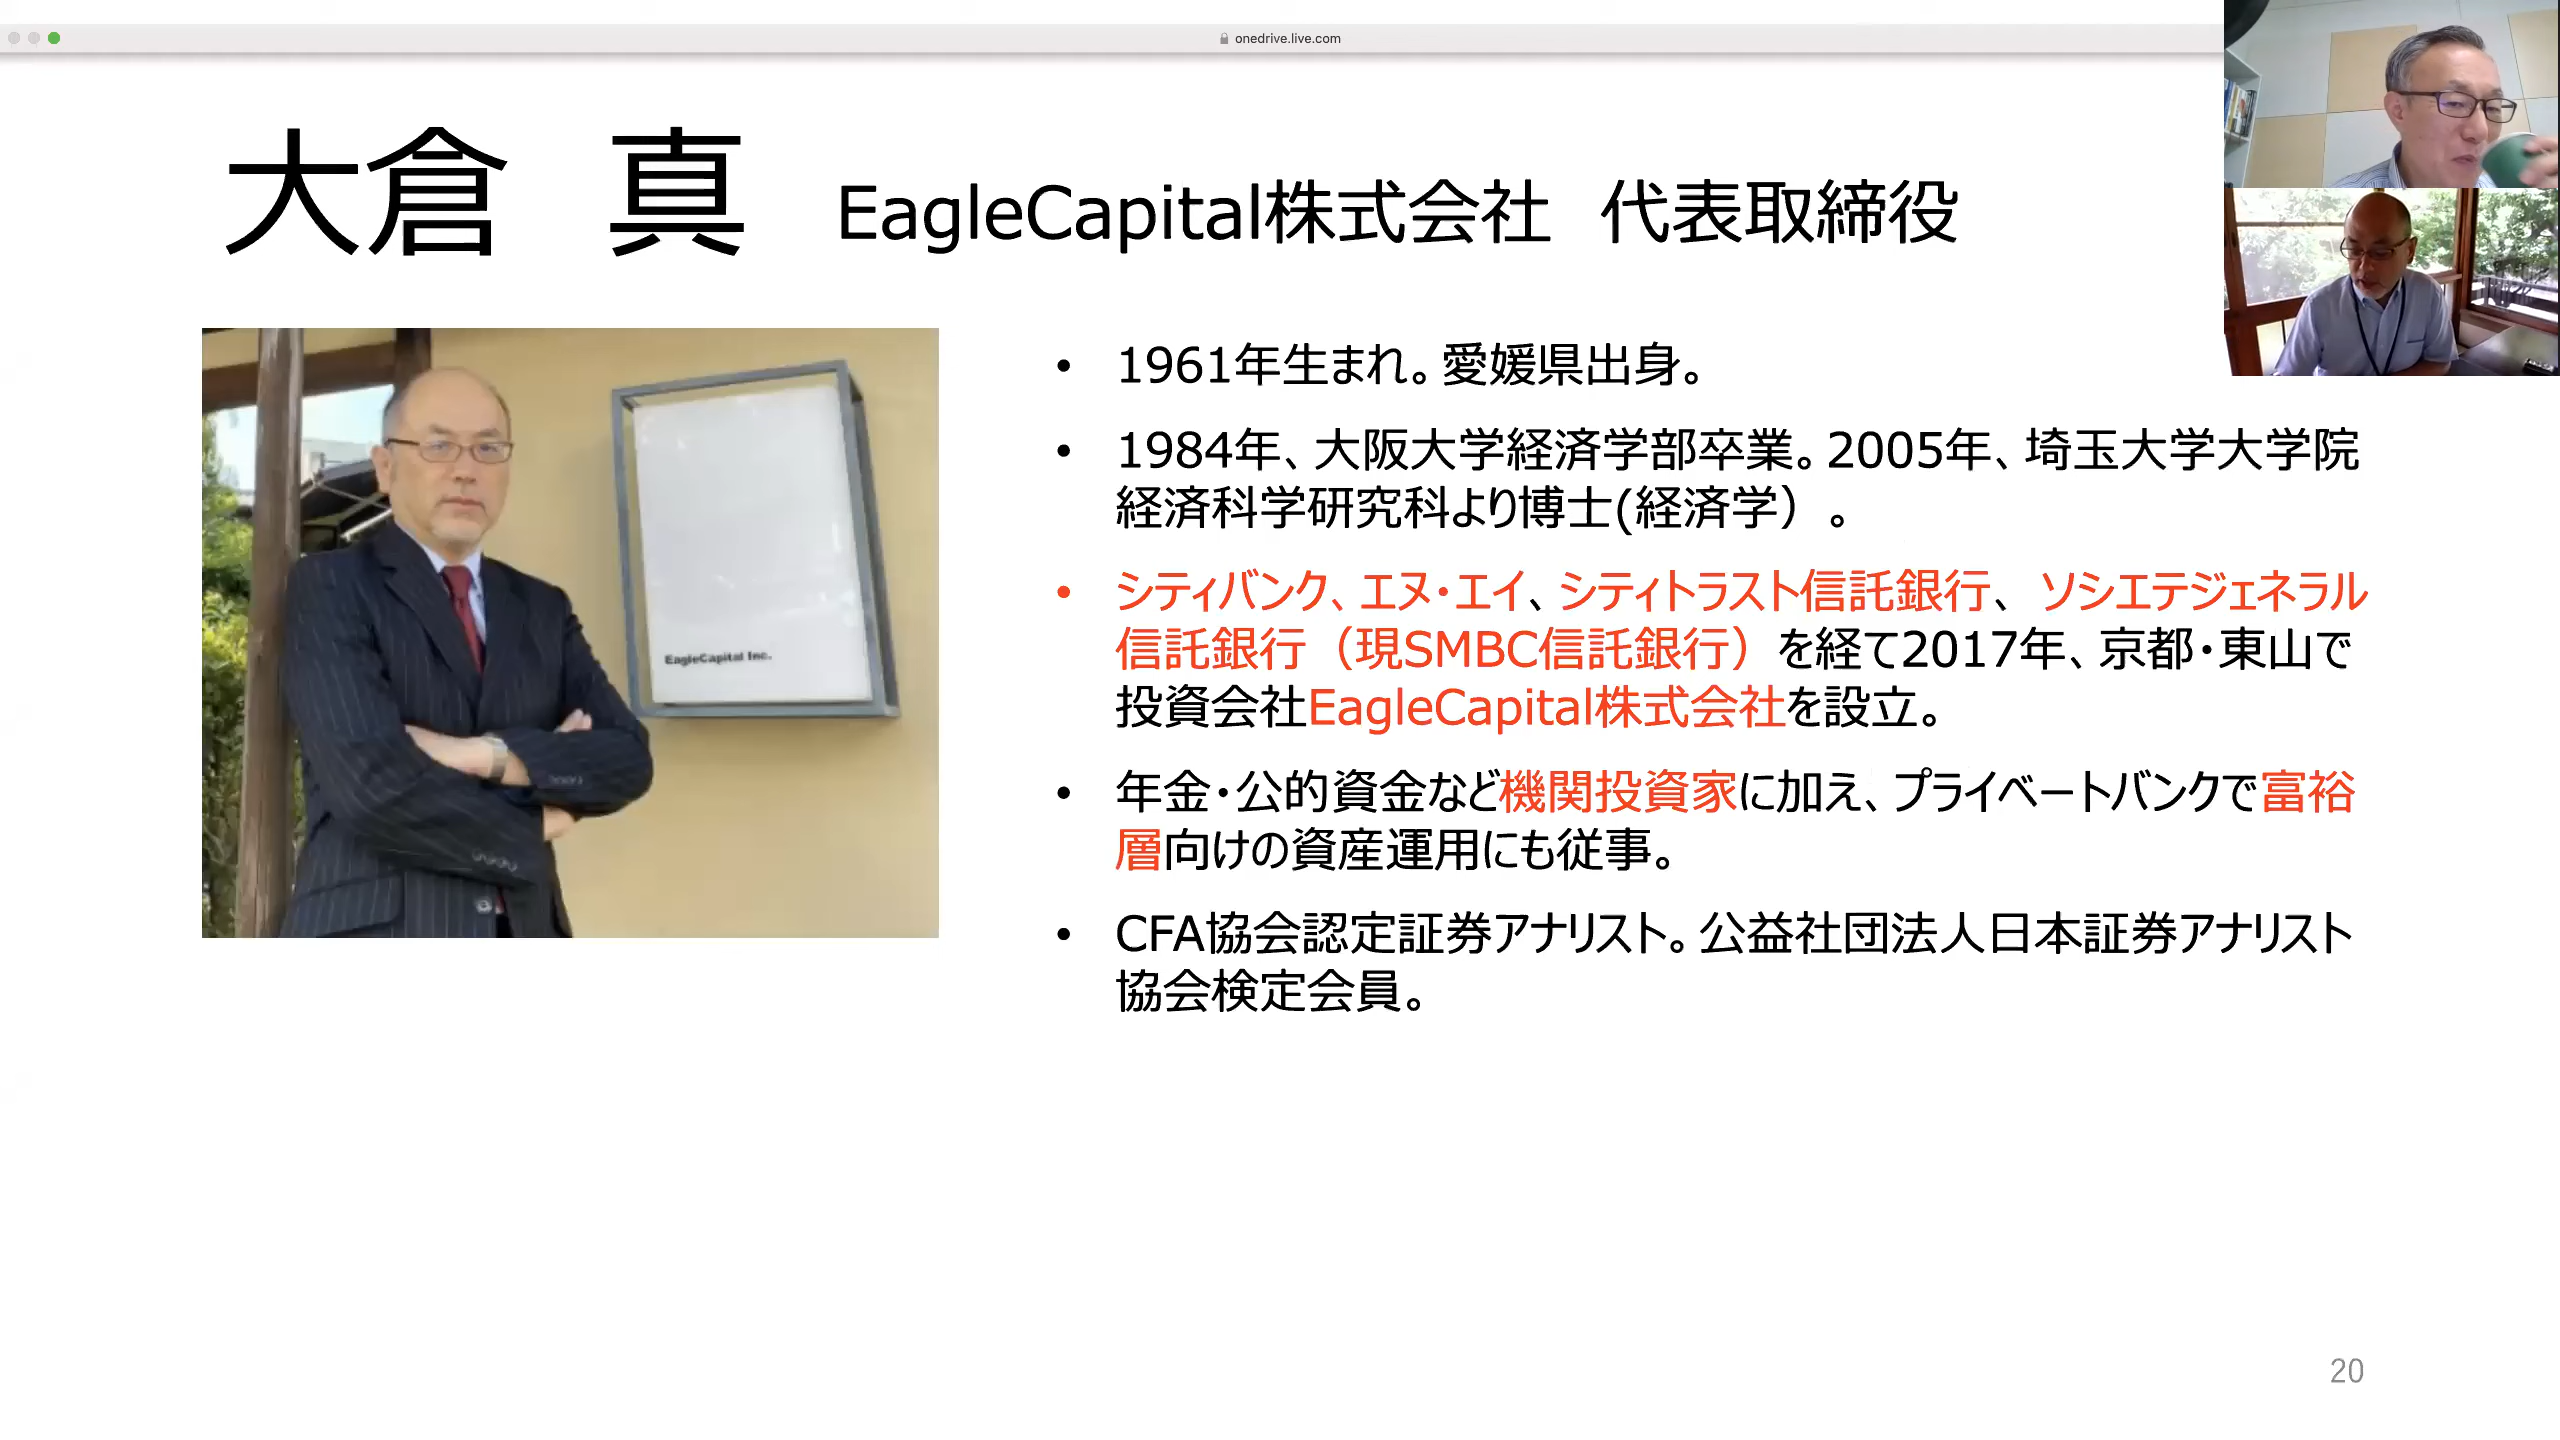 onedrive.live.com
大倉　真　EagleCapital株式会社　代表取締役
EagleCapital Inc.
• 1961年生まれ。愛媛県出身。
• 1984年、大阪大学経済学部卒業。2005年、埼玉大学大学院
経済科学研究科より博士(経済学）。
• シティバンク、エヌ・エイ、シティトラスト信託銀行、ソシエテジェネラル
信託銀行（現SMBC信託銀行）を経て2017年、京都・東山で
投資会社EagleCapital株式会社を設立。
• 年金・公的資金など機関投資家に加え、プライベートバンクで富裕
層向けの資産運用にも従事。
• CFA協会認定証券アナリスト。公益社団法人日本証券アナリスト
協会検定会員。
20